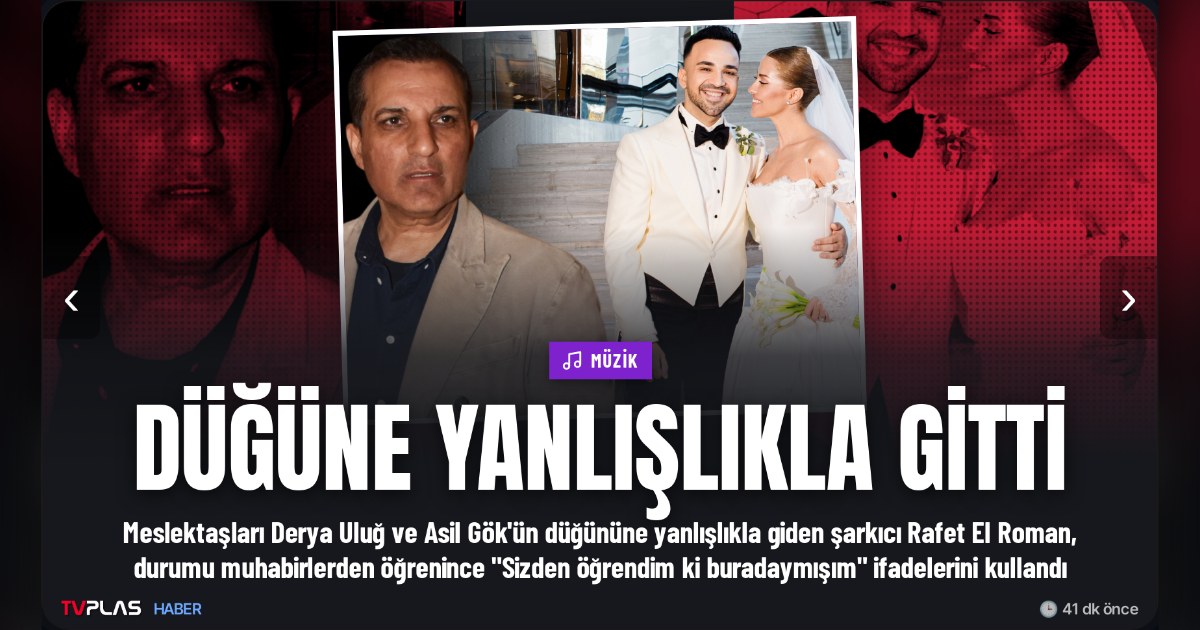 MÜZİK
DÜĞÜNE YANLIŞLIKLA GİTTİ
Meslektaşları Derya Uluğ ve Asil Gök'ün düğününe yanlışlıkla giden şarkıcı Rafet El Roman,
durumu muhabirlerden öğrenince "Sizden öğrendim ki buradaymışım" ifadelerini kullandı
TVPLAS HABER
41 dk önce